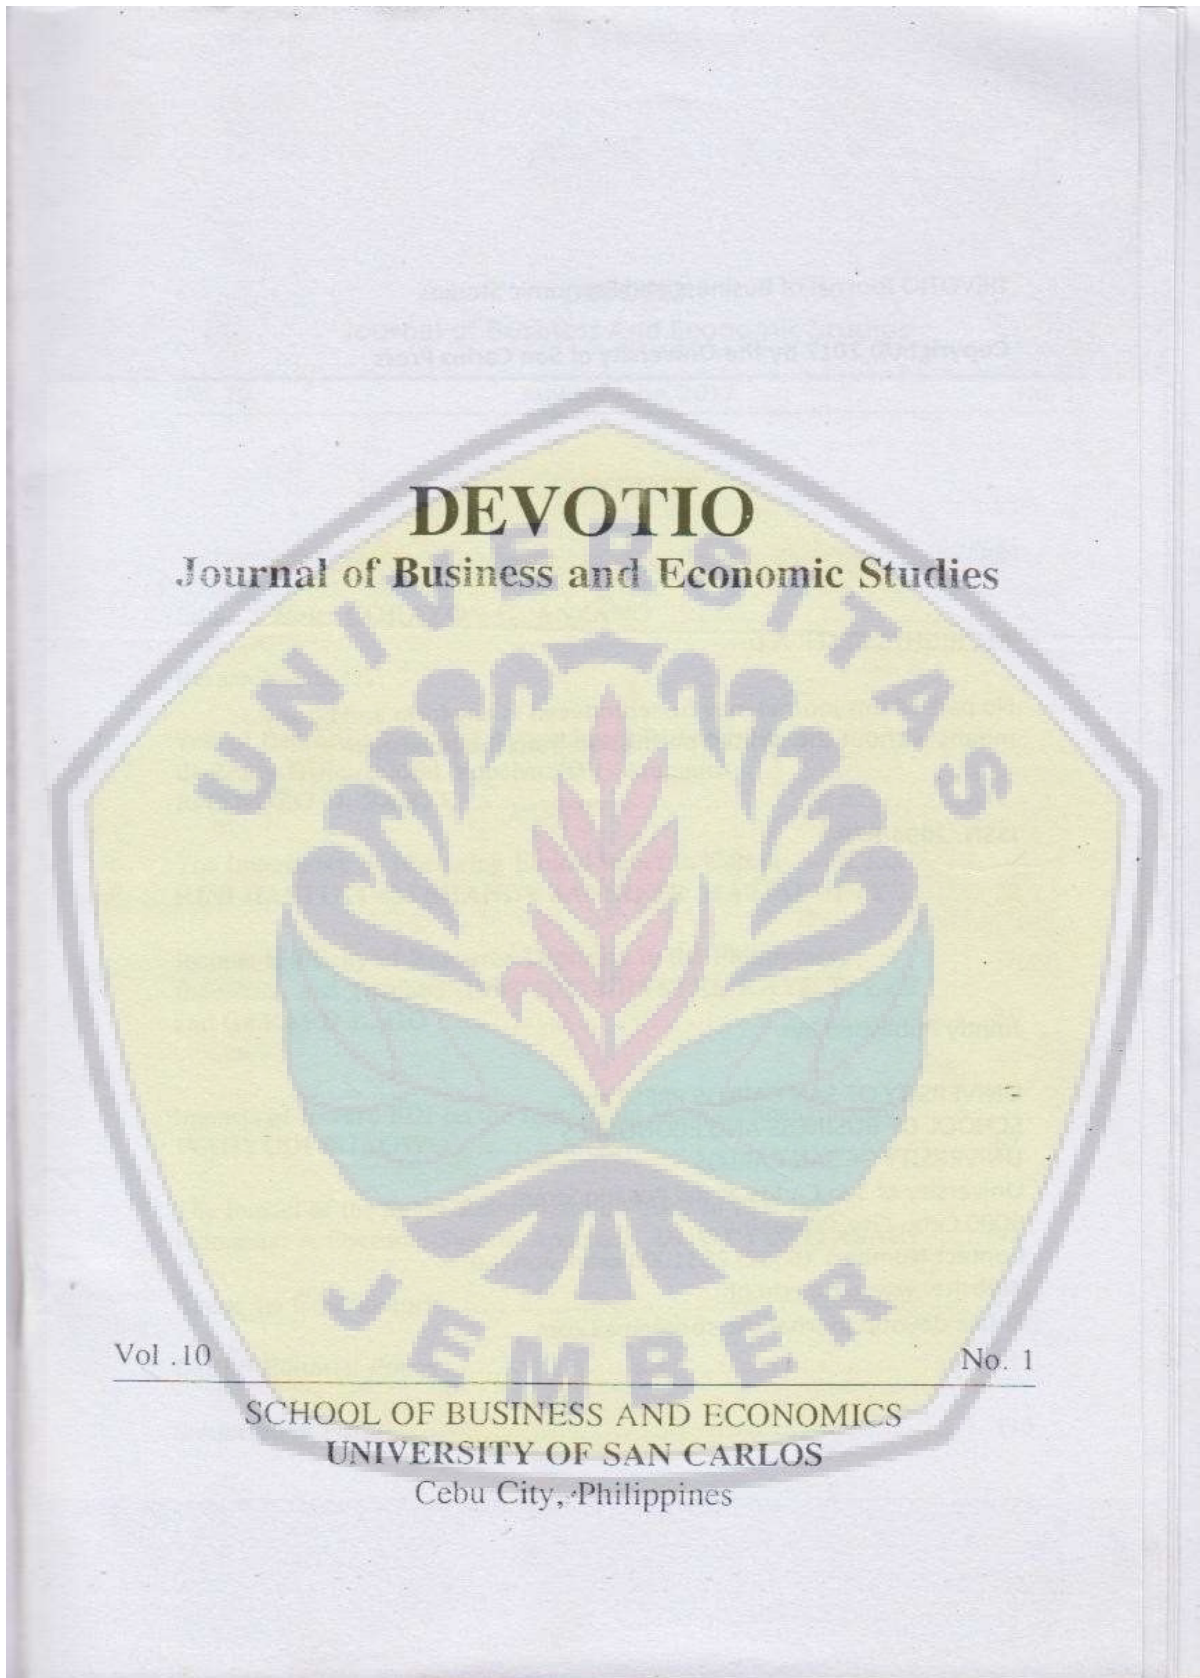 DEVOTIO
Journal of Business and Economic Studies
UNIVERSITAS
JEMBER
Vol .10
No. 1
SCHOOL OF BUSINESS AND ECONOMICS
UNIVERSITY OF SAN CARLOS
Cebu City, Philippines